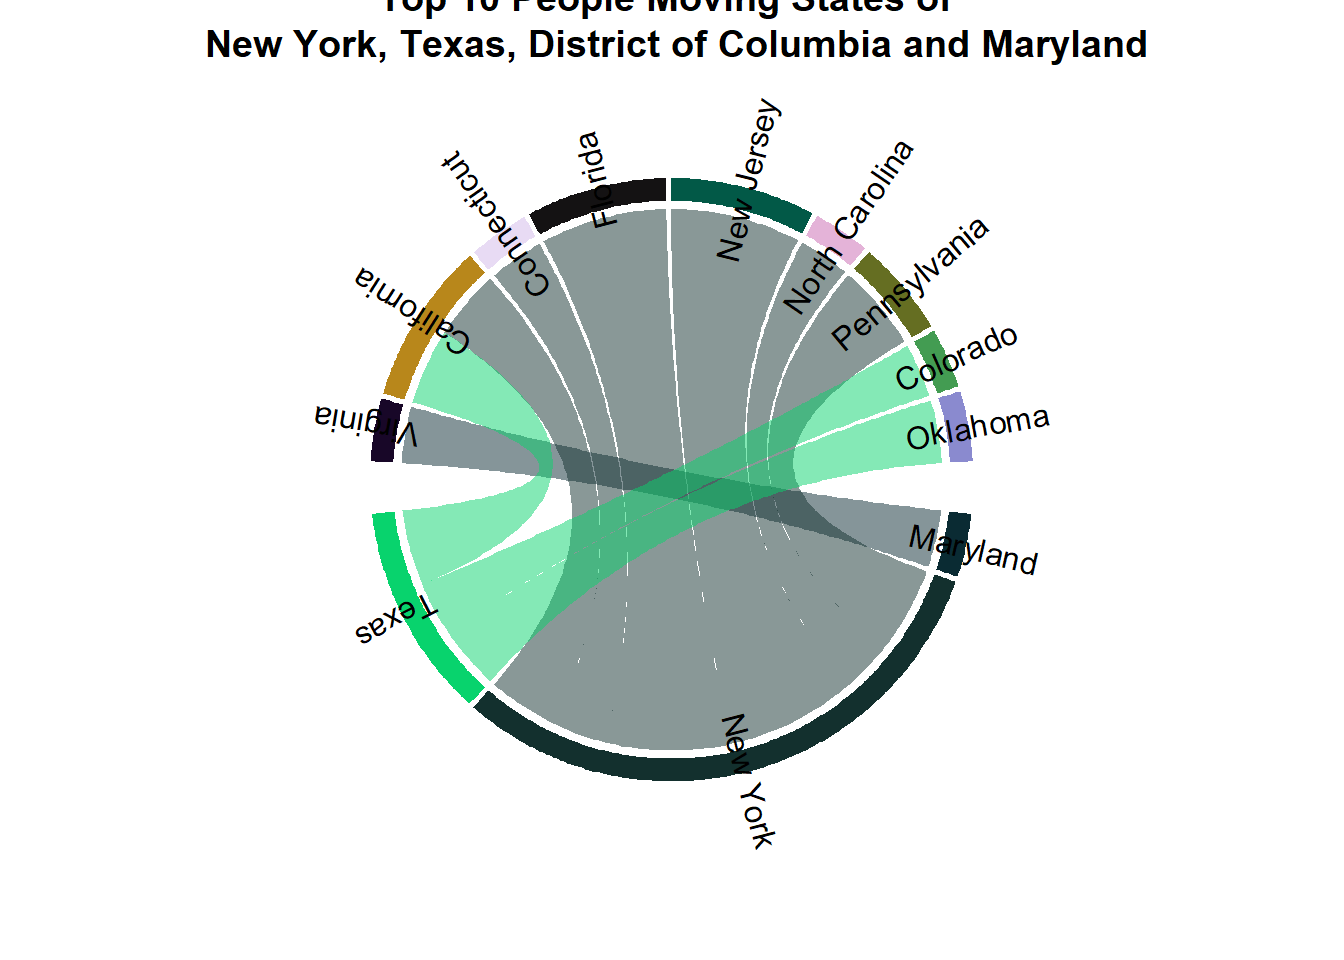 Top 10 People Moving States of
New York, Texas, District of Columbia and Maryland
New Jersey
North Carolina
Pennsylvania
Colorado
Oklahoma
Maryland
New York
Texas
Virginia
California
Connecticut
Florida